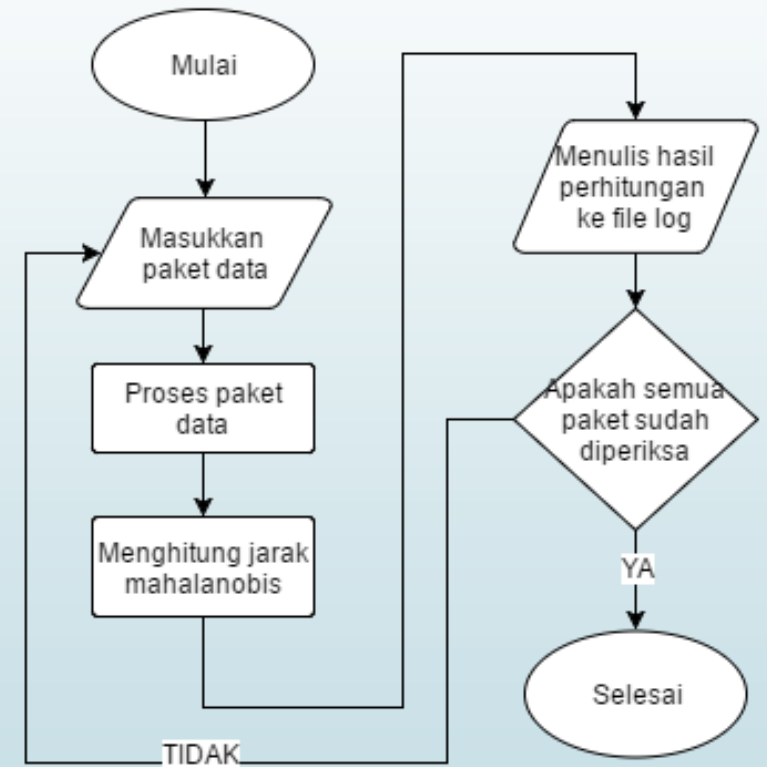 Mulai
Masukkan
paket data
Proses paket
data
Menghitung jarak
mahalanobis
Menulis hasil
perhitungan
ke file log
Apakah semua
paket sudah
diperiksa
YA
Selesai
TIDAK